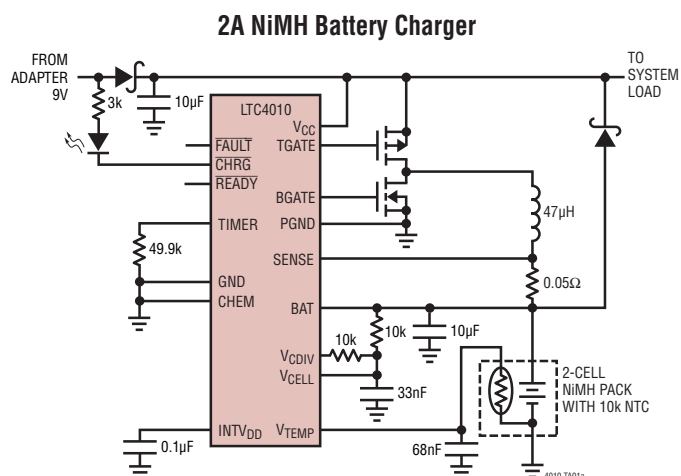 2A NiMH Battery Charger
FROM
ADAPTER
9V
TO
SYSTEM
LOAD
3k
10µF
LTC4010
VCC
FAULT
TGATE
CHRG
READY
BGATE
TIMER
PGND
47µH
49.9k
SENSE
GND
0.05Ω
CHEM
BAT
10k
10k
10µF
VCDIV
VCELL
2-CELL
NiMH PACK
WITH 10k NTC
33nF
INTVDD
VTEMP
0.1µF
68nF
4010 TA01a